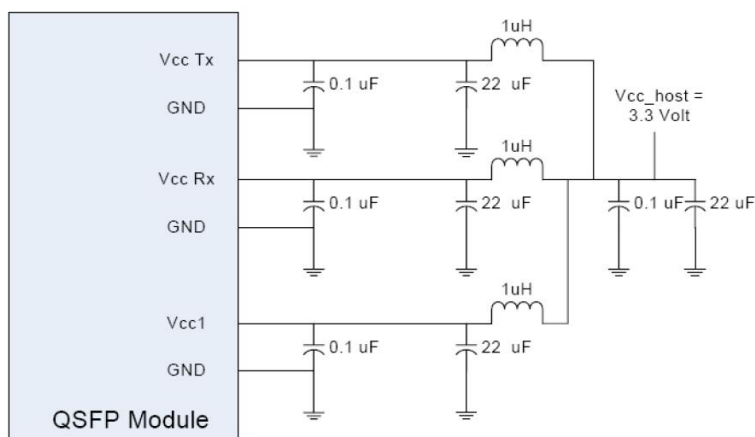 1uH
Vcc Tx
0.1 uF
22 uF
GND
Vcc_host =
3.3 Volt
1uH
Vcc Rx
0.1 uF
22 uF
0.1 uF
22 uF
GND
1uH
Vcc1
0.1 uF
22 uF
GND
QSFP Module